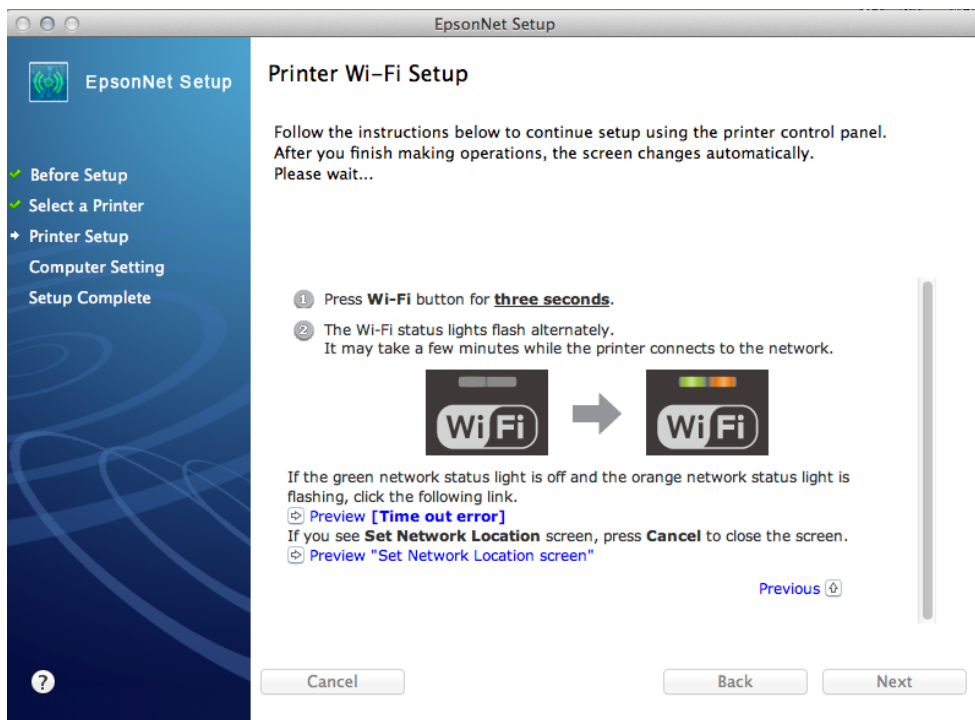 EpsonNet Setup
EpsonNet Setup
Before Setup
Select a Printer
Printer Setup
Computer Setting
Setup Complete
?
Printer Wi-Fi Setup
Follow the instructions below to continue setup using the printer control panel.
After you finish making operations, the screen changes automatically.
Please wait...
1 Press Wi-Fi button for three seconds.
2 The Wi-Fi status lights flash alternately.
It may take a few minutes while the printer connects to the network.
Wi Fi Wi Fi
If the green network status light is off and the orange network status light is
flashing, click the following link.
Preview [Time out error]
If you see Set Network Location screen, press Cancel to close the screen.
Preview "Set Network Location screen"
Previous
Cancel Back Next